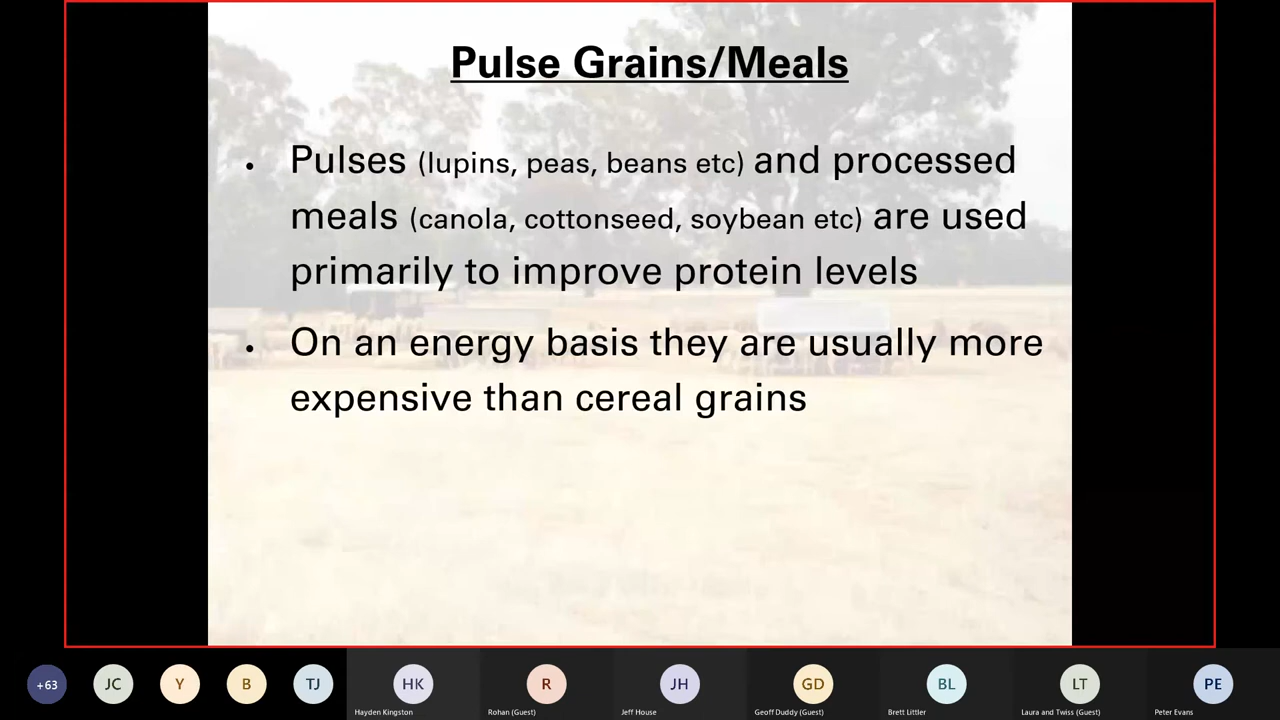 Pulse Grains/Meals
• Pulses (lupins, peas, beans etc) and processed
meals (canola, cottonseed, soybean etc) are used
primarily to improve protein levels
• On an energy basis they are usually more
expensive than cereal grains
+63 JC Y B TJ HK R JH GD BL LT PE
Hayden Kingston Rohan (Guest) Jeff House Geoff Duddy (Guest) Brett Littler Laura and Twiss (Guest) Peter Evans